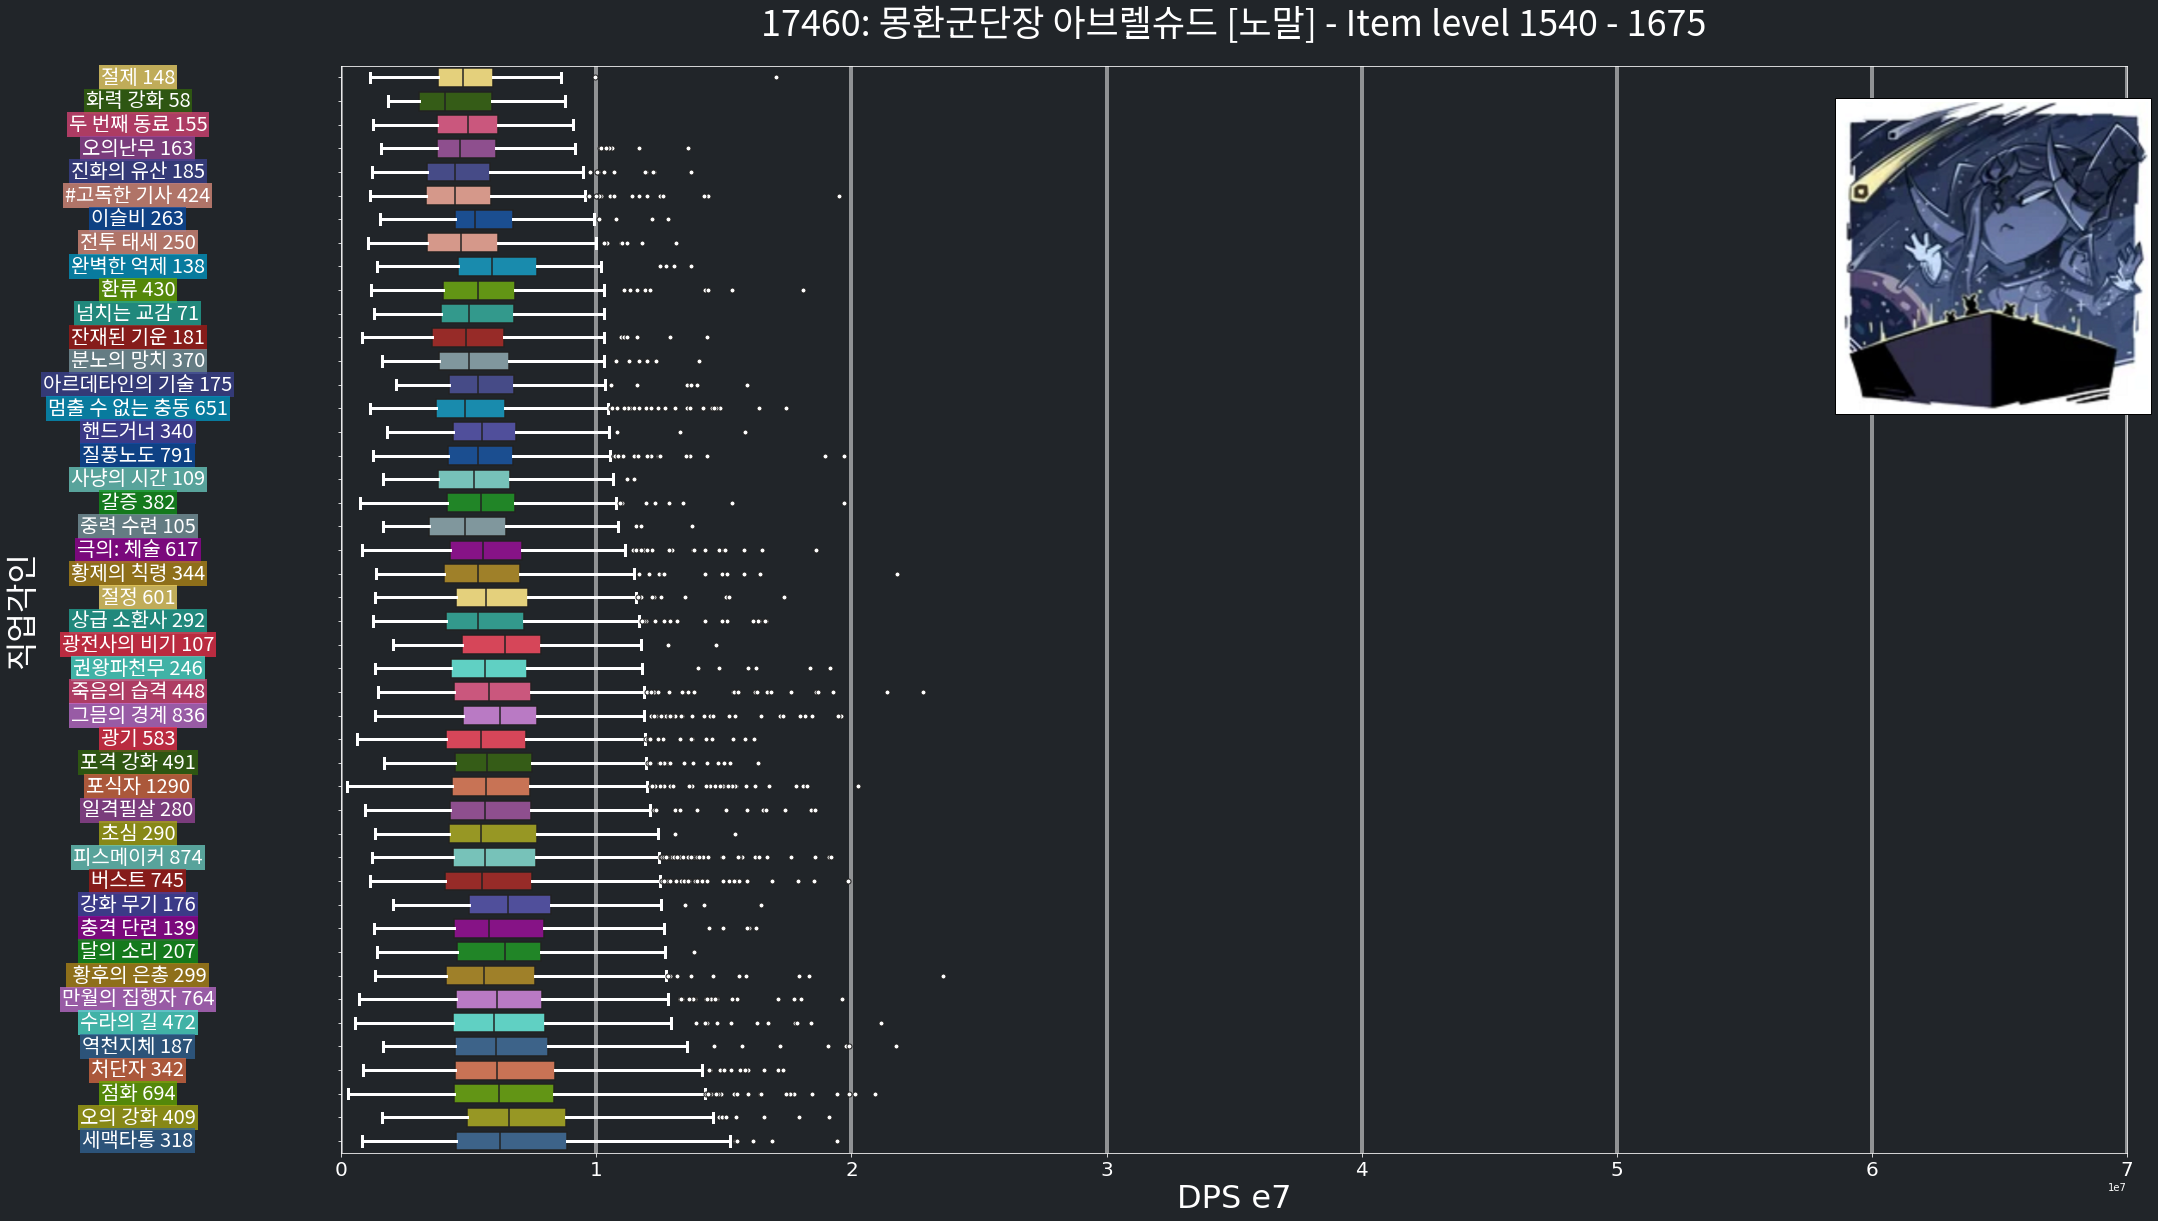 17460: 몽환군단장 아브렐슈드 [노말] - Item level 1540 - 1675
직업각인
절제 148
화력 강화 58
두 번째 동료 155
오의난무 163
진화의 유산 185
#고독한 기사 424
이슬비 263
전투 태세 250
완벽한 억제 138
환류 430
넘치는 교감 71
잔재된 기운 181
분노의 망치 370
아르데타인의 기술 175
멈출 수 없는 충동 651
핸드거너 340
질풍노도 791
사냥의 시간 109
갈증 382
중력 수련 105
극의: 체술 617
황제의 칙령 344
절정 601
상급 소환사 292
광전사의 비기 107
권왕파천무 246
죽음의 습격 448
그믐의 경계 836
광기 583
포격 강화 491
포식자 1290
일격필살 280
초심 290
피스메이커 874
버스트 745
강화 무기 176
충격 단련 139
달의 소리 207
황후의 은총 299
만월의 집행자 764
수라의 길 472
역천지체 187
처단자 342
점화 694
오의 강화 409
세맥타통 318
0 1 2 3 4 5 6 7
1e7
DPS e7